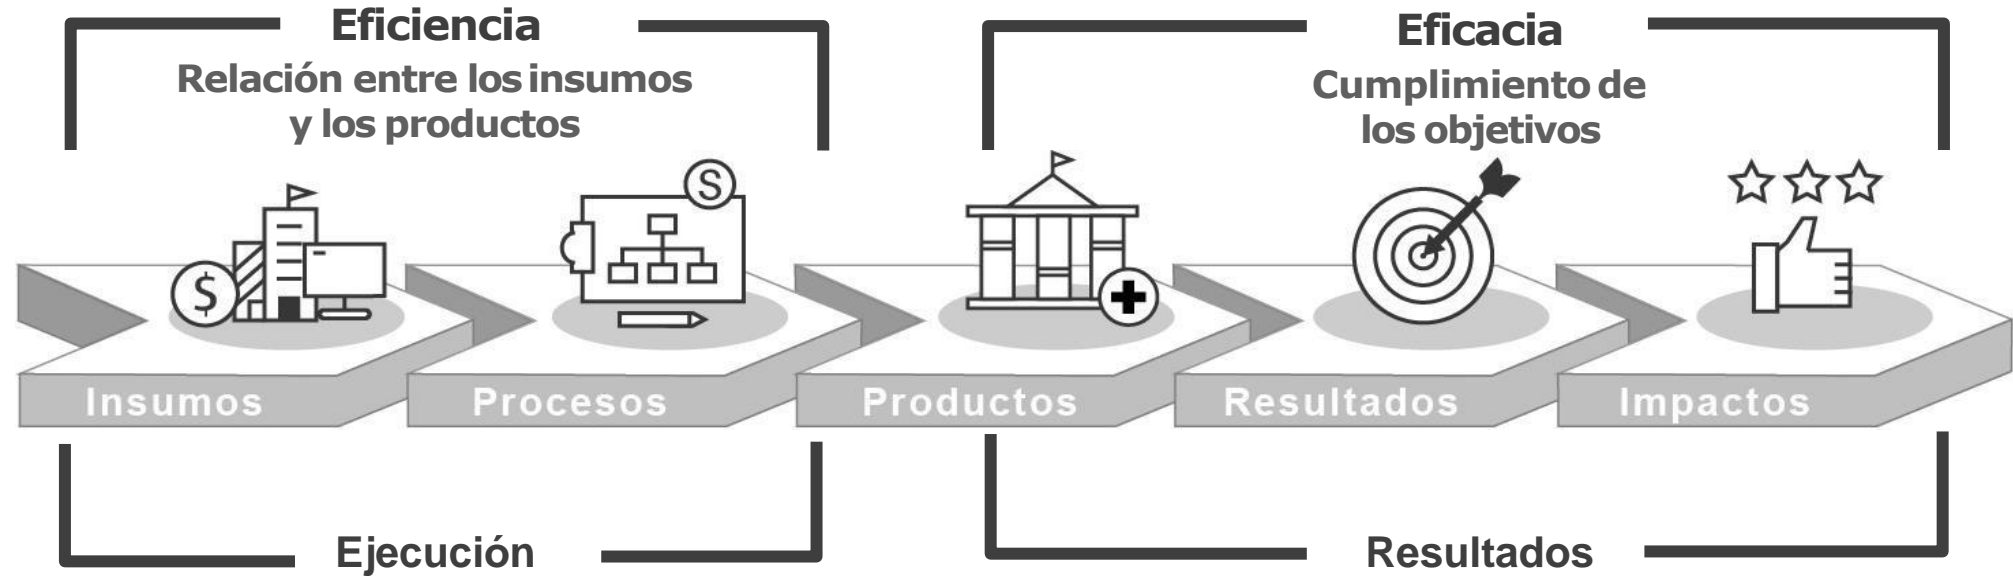 Eficiencia
Relación entre los insumos
y los productos
Eficacia
Cumplimiento de
los objetivos
$
S
Insumos
Procesos
Productos
Resultados
Impactos
Ejecución
Resultados